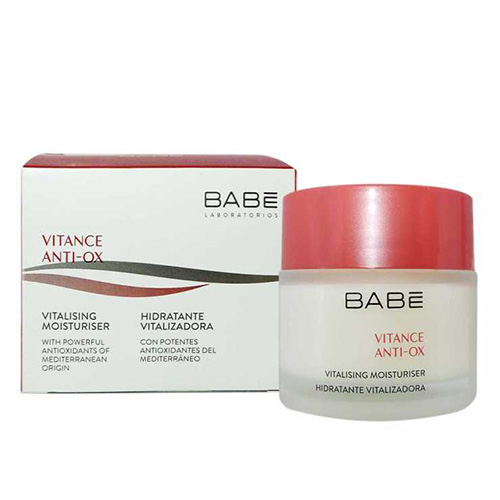 BABĒ
LABORATORIOS
VITANCE
ANTI-OX
VITALISING
MOISTURISER
WITH POWERFUL
ANTIOXIDANTS OF
MEDITERRANEAN
ORIGIN
HIDRATANTE
VITALIZADORA
CON POTENTES
ANTIOXIDANTES DEL
MEDITERRÁNEO
BABĒ
VITANCE
ANTI-OX
VITALISING MOISTURISER
HIDRATANTE VITALIZADORA